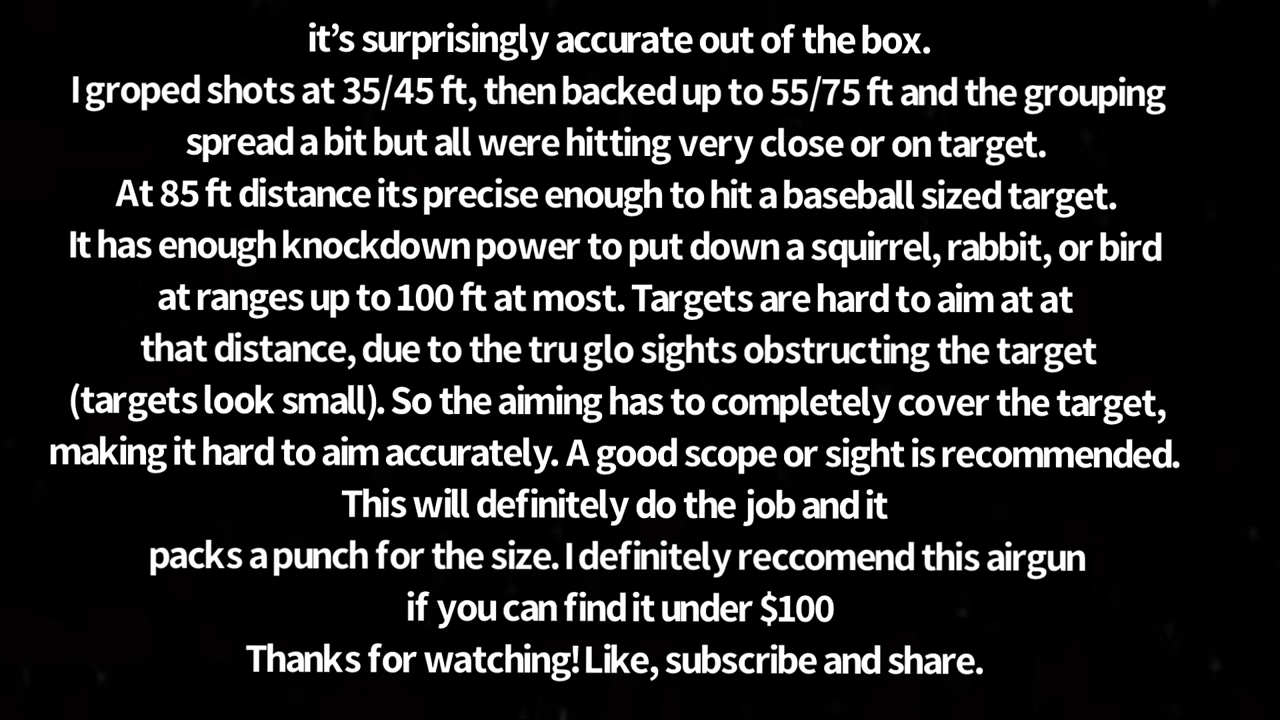 it’s surprisingly accurate out of the box.
I groped shots at 35/45 ft, then backed up to 55/75 ft and the grouping
spread a bit but all were hitting very close or on target.
At 85 ft distance its precise enough to hit a baseball sized target.
It has enough knockdown power to put down a squirrel, rabbit, or bird
at ranges up to 100 ft at most. Targets are hard to aim at at
that distance, due to the tru glo sights obstructing the target
(targets look small). So the aiming has to completely cover the target,
making it hard to aim accurately. A good scope or sight is recommended.
This will definitely do the job and it
packs a punch for the size. I definitely reccomend this airgun
if you can find it under $100
Thanks for watching! Like, subscribe and share.